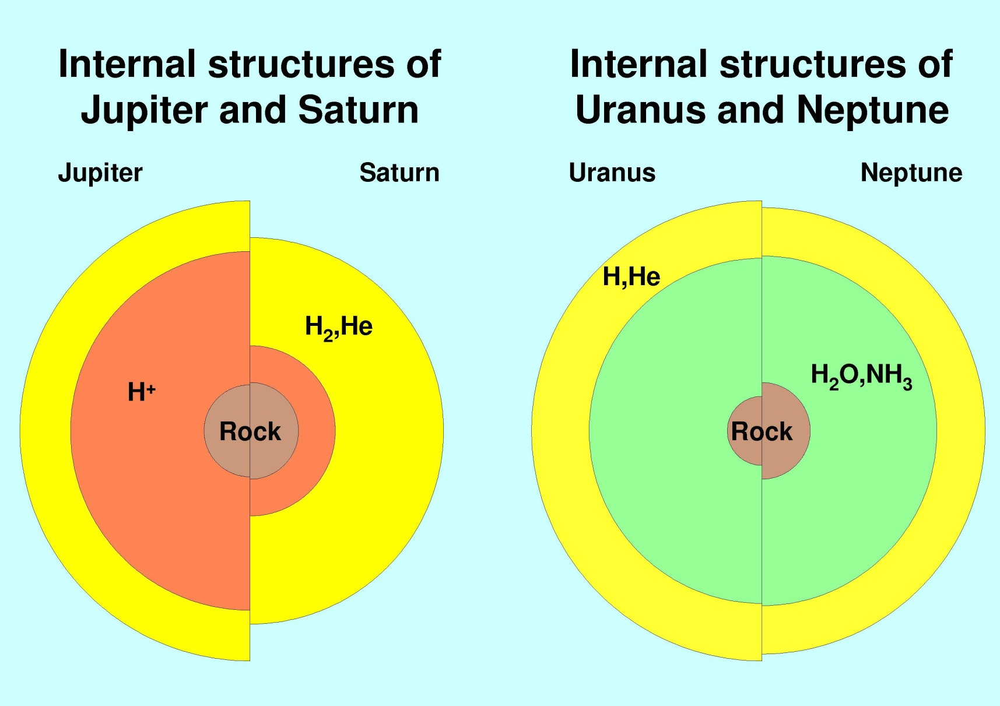 Internal structures of
Jupiter and Saturn
Jupiter
Saturn
H₂,He
H⁺
Rock
Internal structures of
Uranus and Neptune
Uranus
Neptune
H,He
H₂O,NH₃
Rock